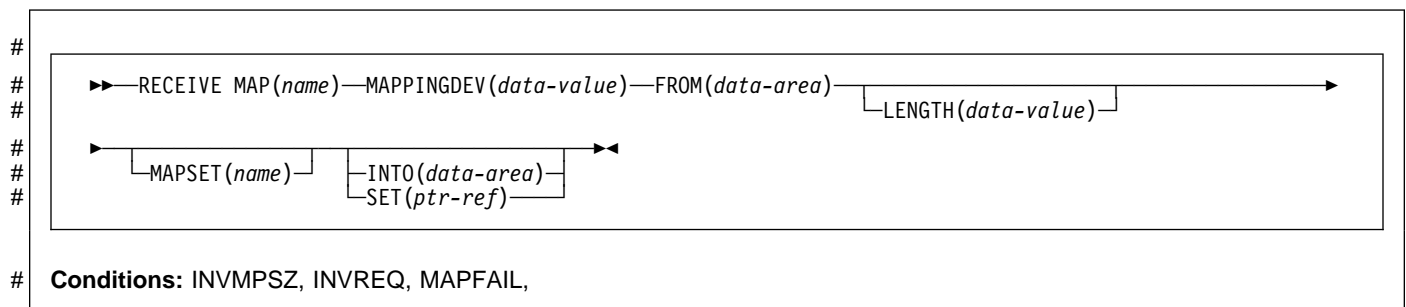 #
# ►►──RECEIVE MAP(name)──MAPPINGDEV(data-value)──FROM(data-area)
# LENGTH(data-value)
#
# MAPSET(name) INTO(data-area)
# SET(ptr-ref)
# Conditions: INVMPSZ, INVREQ, MAPFAIL,